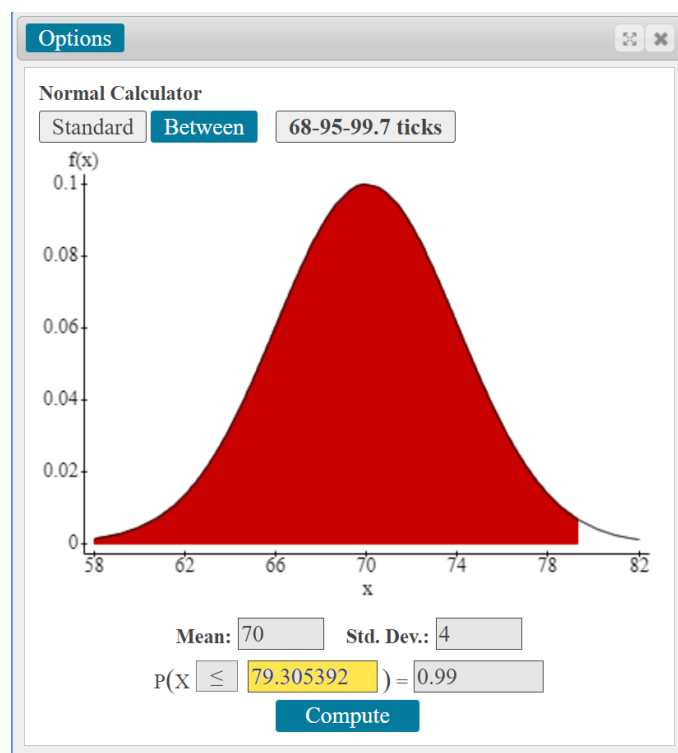 Options
Normal Calculator
Standard Between 68-95-99.7 ticks
f(x)
0.1
0.08
0.06
0.04
0.02
0
58 62 66 70 74 78 82
x
Mean: 70 Std. Dev.: 4
P(X ≤ 79.305392 ) = 0.99
Compute